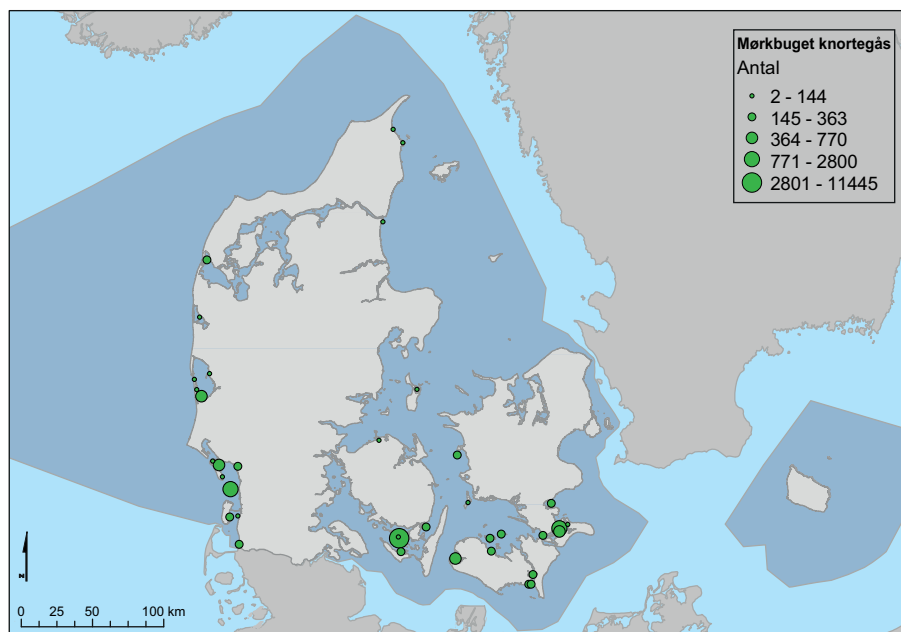 Mørkbuget knortegås
Antal
2 - 144
145 - 363
364 - 770
771 - 2800
2801 - 11445
N
0 25 50 100 km